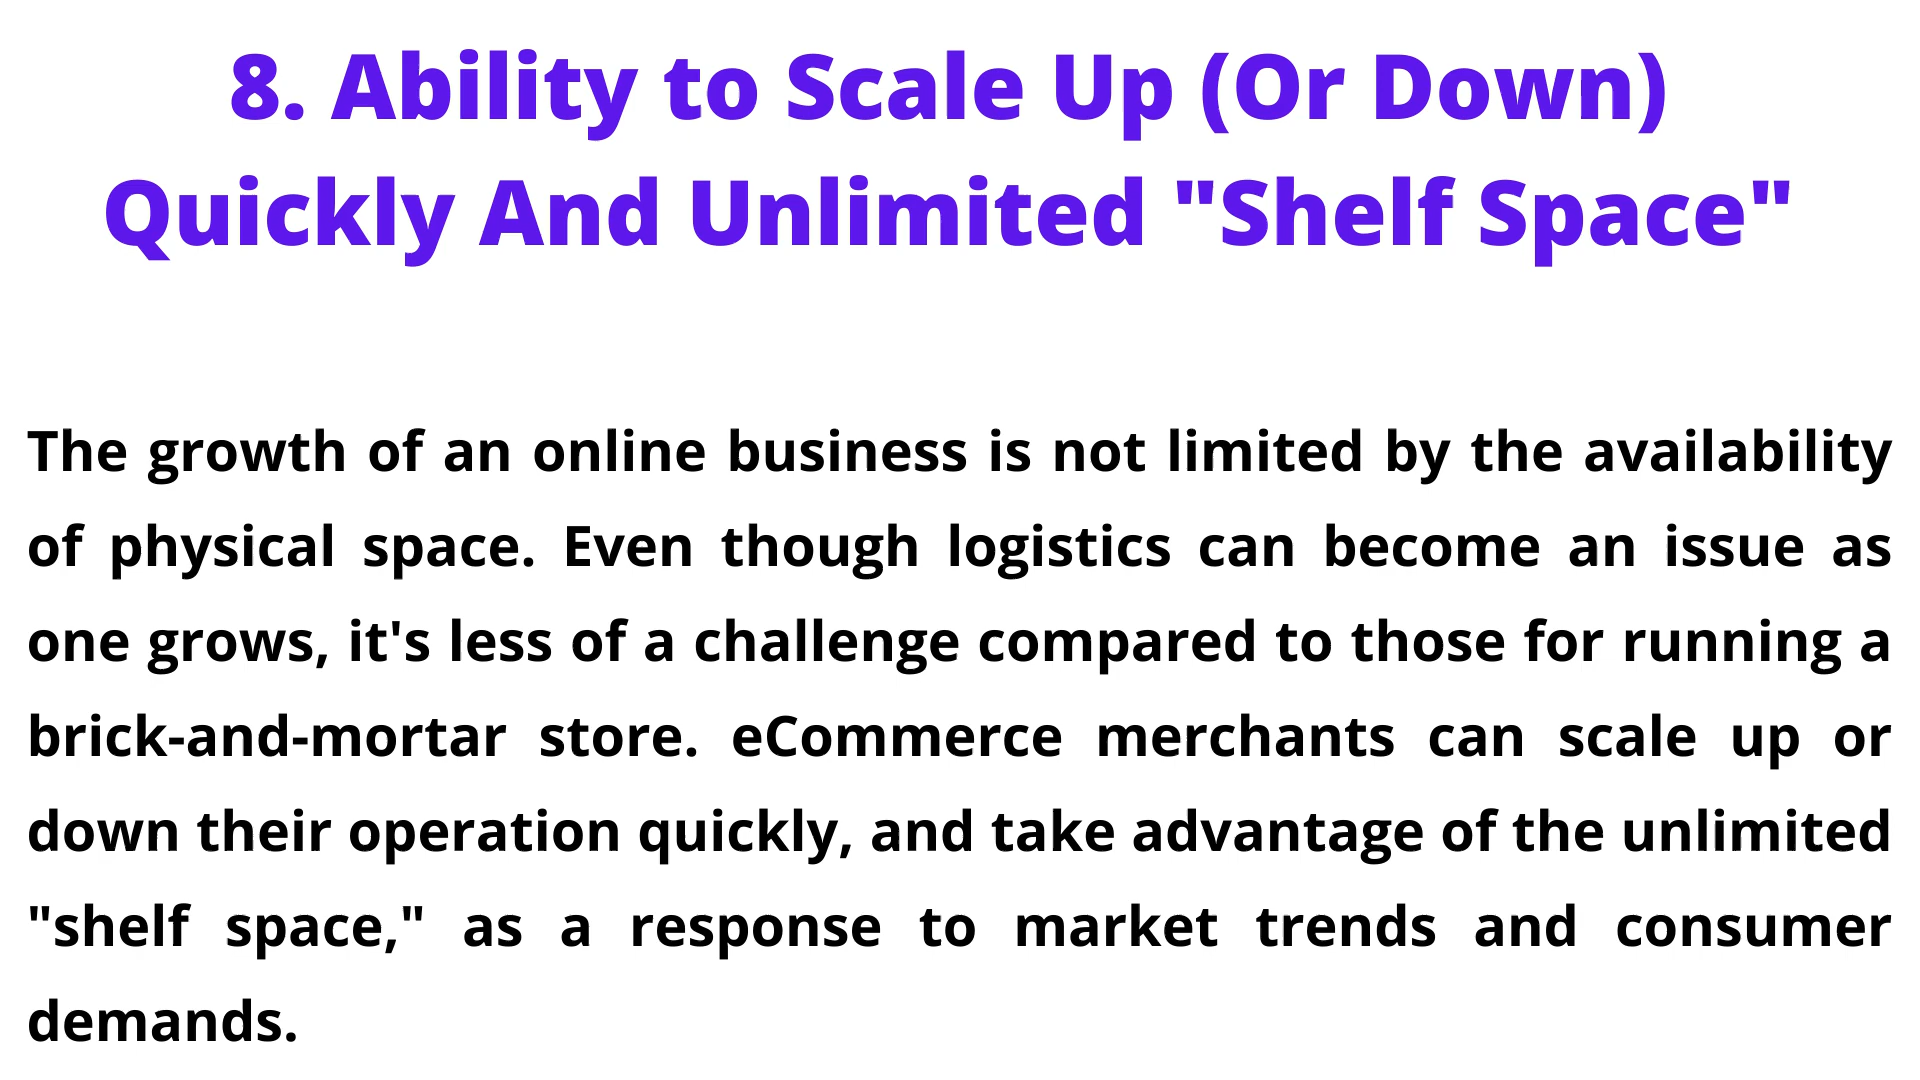 8. Ability to Scale Up (Or Down)
Quickly And Unlimited "Shelf Space"
The growth of an online business is not limited by the availability
of physical space. Even though logistics can become an issue as
one grows, it's less of a challenge compared to those for running a
brick-and-mortar store. eCommerce merchants can scale up or
down their operation quickly, and take advantage of the unlimited
"shelf space," as a response to market trends and consumer
demands.